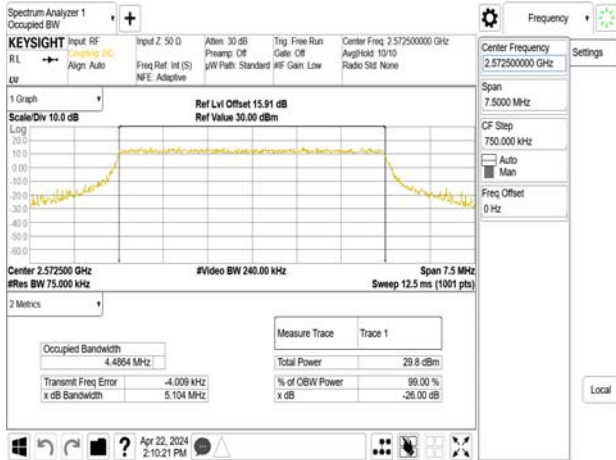 Spectrum Analyzer 1
Occupied BW
+
Frequency
KEYSIGHT
Input: RF
Coupling: DC
Align: Auto
RL
LXI
Input Z: 50 Ω
Freq Ref: Int (S)
NFE: Adaptive
Atten: 30 dB
Preamp: Off
µW Path: Standard
Trig: Free Run
Gate: Off
#IF Gain: Low
Center Freq: 2.572500000 GHz
Avg|Hold: 10/10
Radio Std: None
Center Frequency
2.572500000 GHz
Settings
Span
7.5000 MHz
CF Step
750.000 kHz
Auto
Man
Freq Offset
0 Hz
Local
1 Graph
Scale/Div 10.0 dB
Ref Lvl Offset 15.91 dB
Ref Value 30.00 dBm
Log
20.0
10.0
0.00
-10.0
-20.0
-30.0
-40.0
-50.0
-60.0
Center 2.572500 GHz
#Res BW 75.000 kHz
#Video BW 240.00 kHz
Span 7.5 MHz
Sweep 12.5 ms (1001 pts)
2 Metrics
Measure Trace Trace 1
Occupied Bandwidth
4.4864 MHz
Total Power 29.8 dBm
Transmit Freq Error -4.009 kHz
% of OBW Power 99.00 %
x dB Bandwidth 5.104 MHz
x dB -26.00 dB
?
Apr 22, 2024
2:10:21 PM